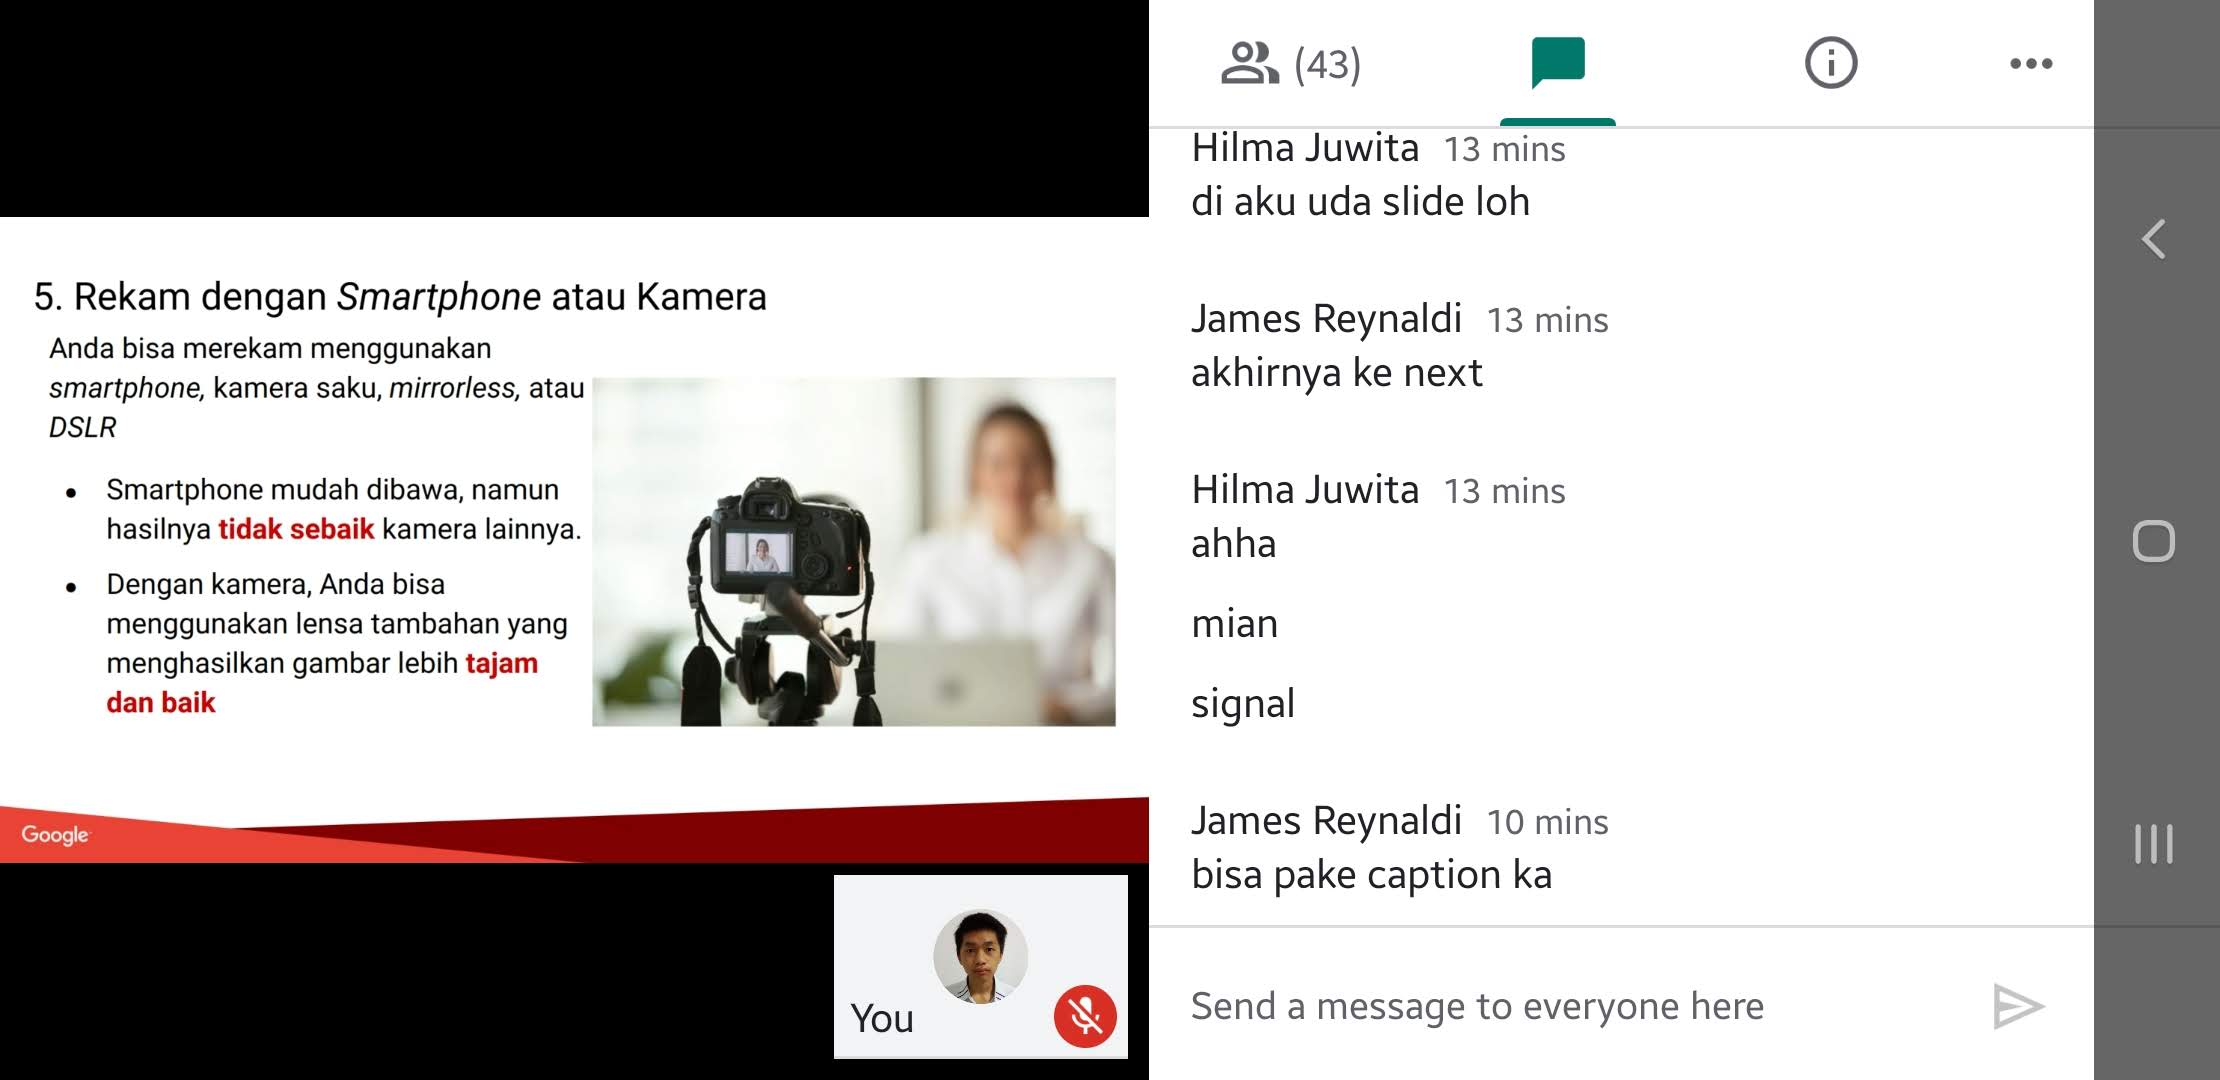 5. Rekam dengan Smartphone atau Kamera
Anda bisa merekam menggunakan
smartphone, kamera saku, mirrorless, atau
DSLR
• Smartphone mudah dibawa, namun
hasilnya tidak sebaik kamera lainnya.
• Dengan kamera, Anda bisa
menggunakan lensa tambahan yang
menghasilkan gambar lebih tajam
dan baik
Google
You
(43)
Hilma Juwita 13 mins
di aku uda slide loh
James Reynaldi 13 mins
akhirnya ke next
Hilma Juwita 13 mins
ahha
mian
signal
James Reynaldi 10 mins
bisa pake caption ka
Send a message to everyone here